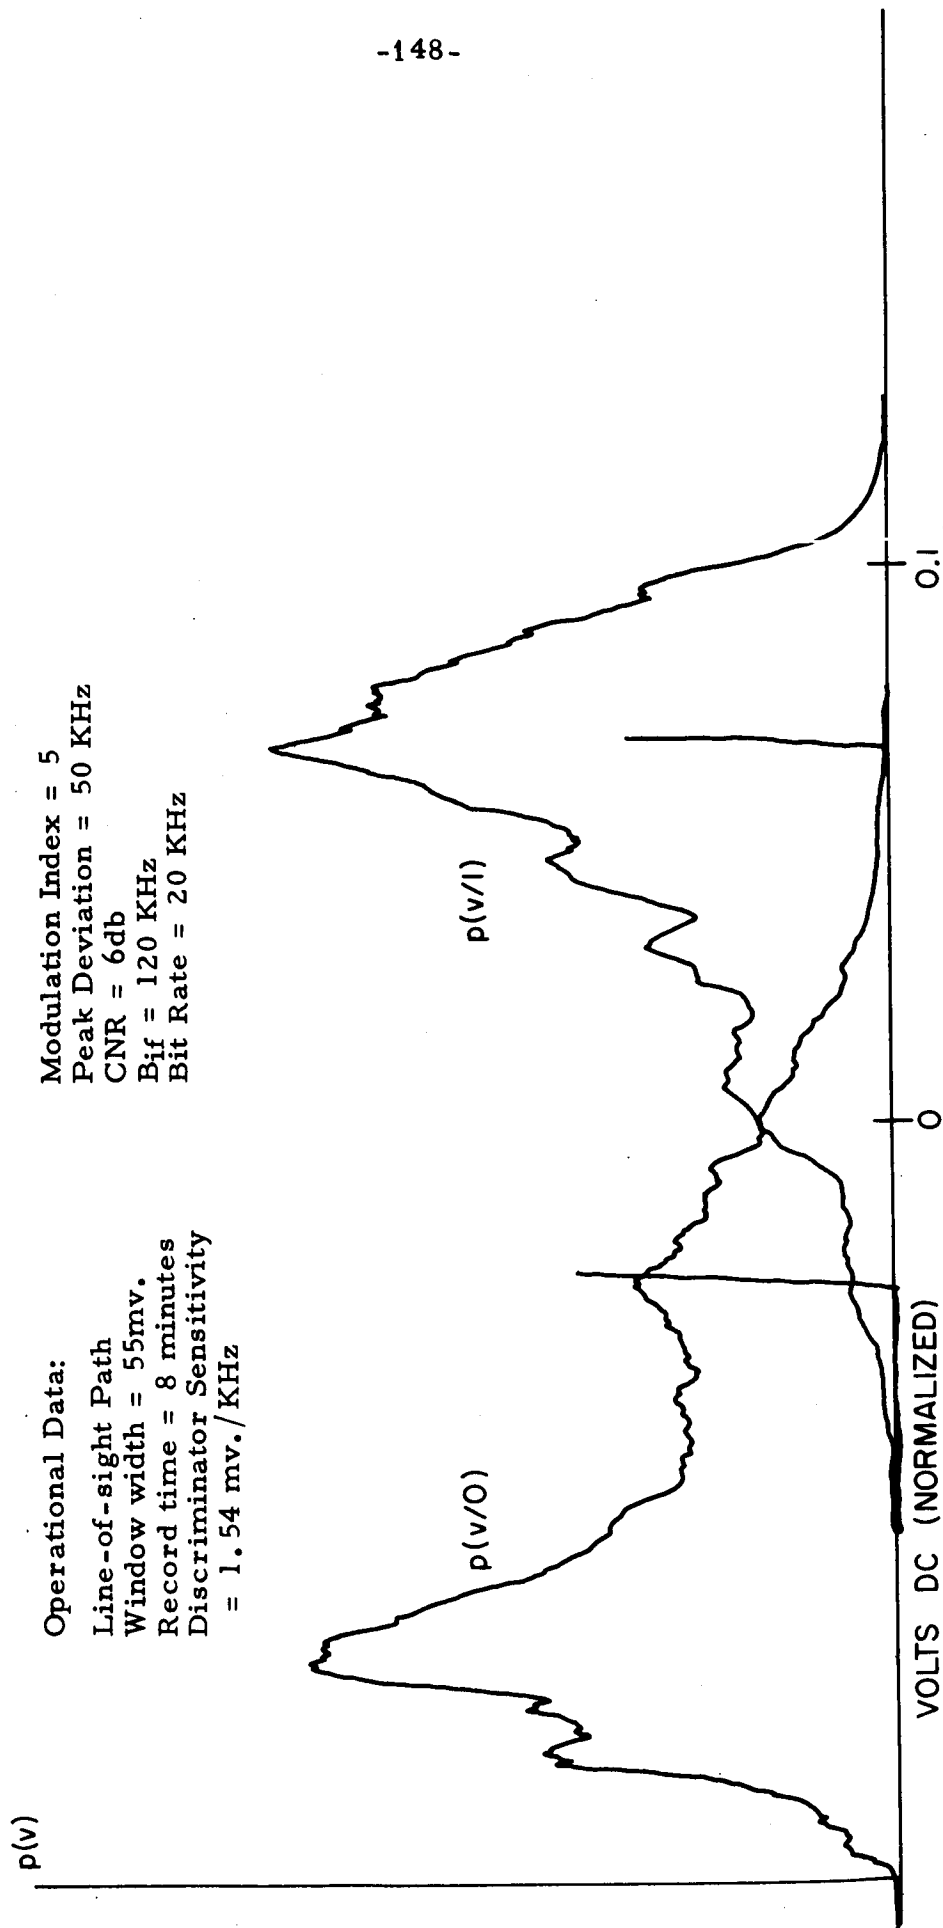 -148-
p(v)
Operational Data:
Line-of-sight Path
Window width = 55mv.
Record time = 8 minutes
Discriminator Sensitivity
= 1.54 mv./KHz
Modulation Index = 5
Peak Deviation = 50 KHz
CNR = 6db
Bif = 120 KHz
Bit Rate = 20 KHz
p(v/0)
p(v/1)
0
0.1
VOLTS DC (NORMALIZED)